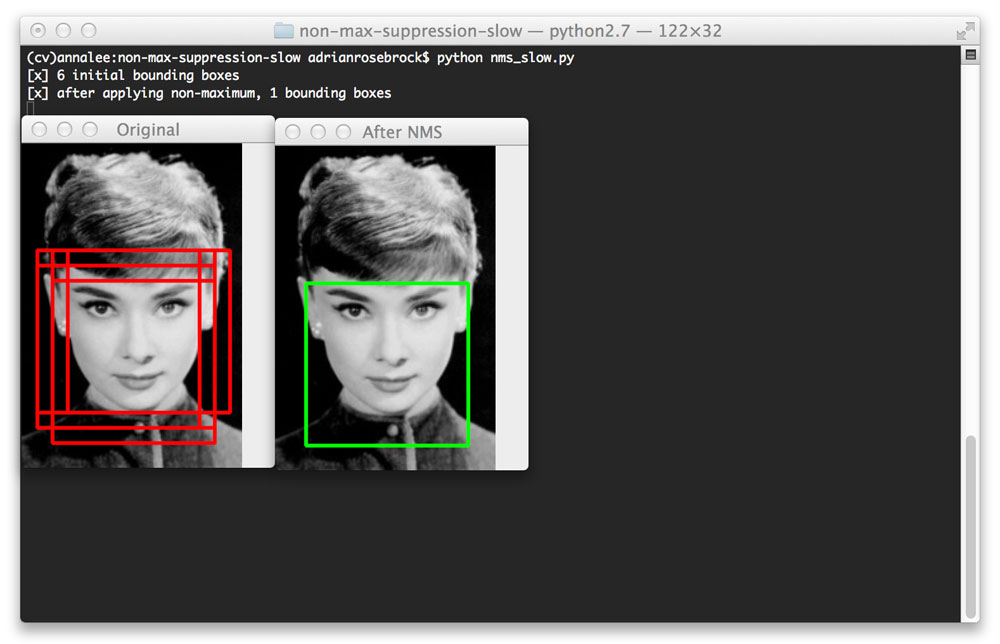 non-max-suppression-slow — python2.7 — 122×32
(cv)annalee:non-max-suppression-slow adrianrosebrock$ python nms_slow.py
[x] 6 initial bounding boxes
[x] after applying non-maximum, 1 bounding boxes
Original
After NMS